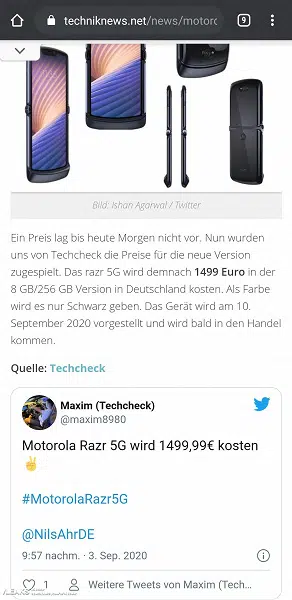 techniknews.net/news/motorc
9
Bild: Ishan Agarwal / Twitter
Ein Preis lag bis heute Morgen nicht vor. Nun wurden
uns von Techcheck die Preise für die neue Version
zugespielt. Das razr 5G wird demnach 1499 Euro in der
8 GB/256 GB Version in Deutschland kosten. Als Farbe
wird es nur Schwarz geben. Das Gerät wird am 10.
September 2020 vorgestellt und wird bald in den Handel
kommen.
Quelle: Techcheck
Maxim (Techcheck)
@maxim8980
Motorola Razr 5G wird 1499,99€ kosten
✌️
#MotorolaRazr5G
@NilsAhrDE
9:57 nachm. · 3. Sep. 2020
1 Weitere Tweets von Maxim (Tech...